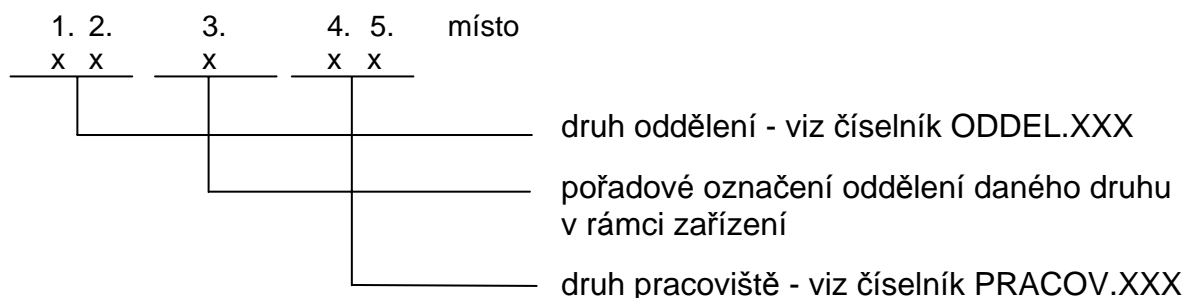 1. 2. 3. 4. 5. místo
x x x x x
druh oddělení - viz číselník ODDEL.XXX
pořadové označení oddělení daného druhu
v rámci zařízení
druh pracoviště - viz číselník PRACOV.XXX